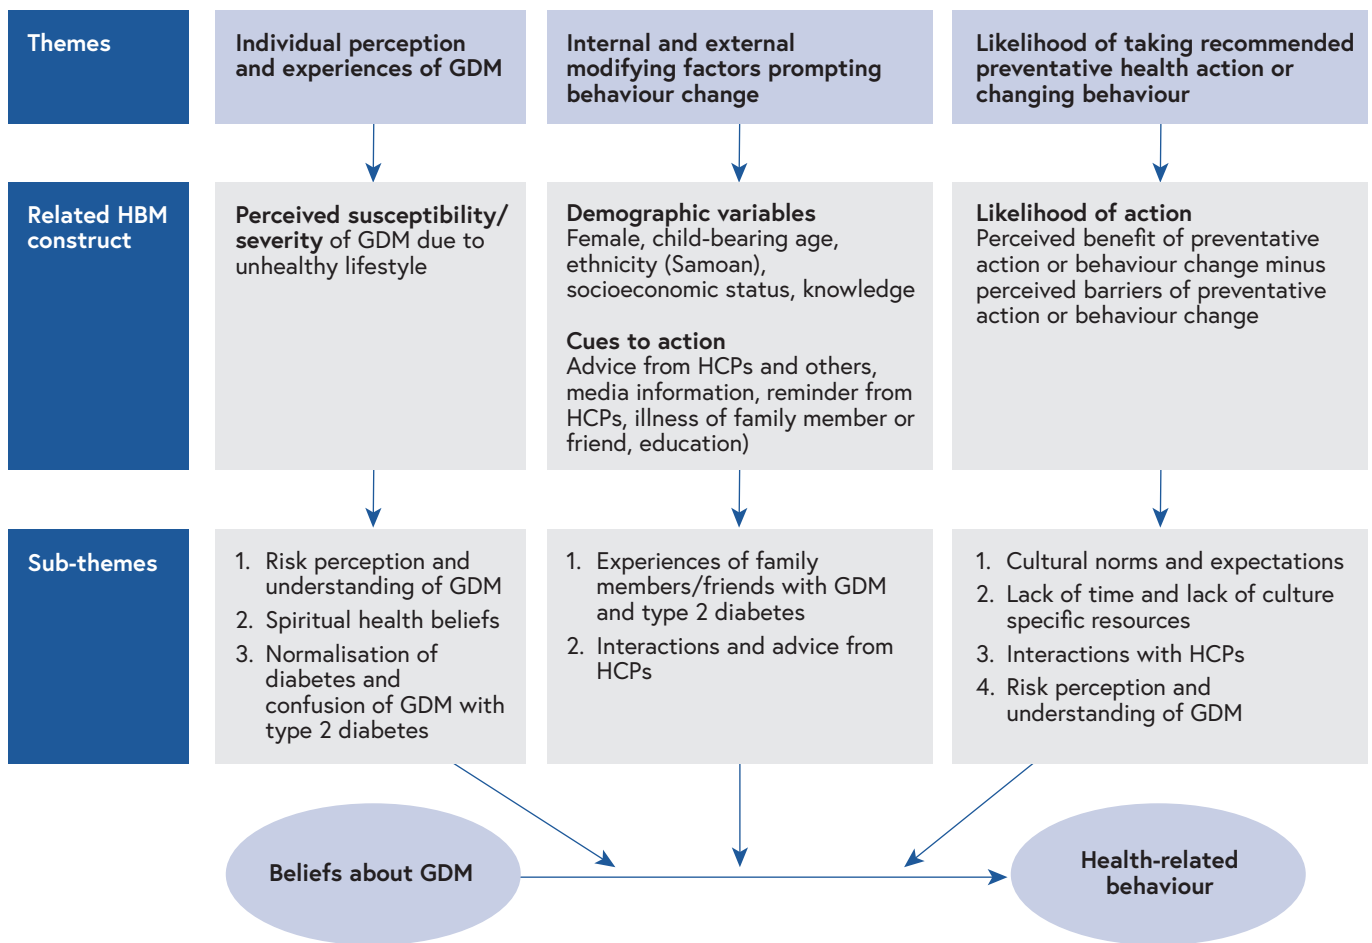 Themes
Individual perception
and experiences of GDM
Internal and external
modifying factors prompting
behaviour change
Likelihood of taking recommended
preventative health action or
changing behaviour
Related HBM
construct
Perceived susceptibility/
severity of GDM due to
unhealthy lifestyle
Demographic variables
Female, child-bearing age,
ethnicity (Samoan),
socioeconomic status, knowledge
Cues to action
Advice from HCPs and others,
media information, reminder from
HCPs, illness of family member or
friend, education)
Likelihood of action
Perceived benefit of preventative
action or behaviour change minus
perceived barriers of preventative
action or behaviour change
Sub-themes
1. Risk perception and
understanding of GDM
2. Spiritual health beliefs
3. Normalisation of
diabetes and
confusion of GDM with
type 2 diabetes
1. Experiences of family
members/friends with GDM
and type 2 diabetes
2. Interactions and advice from
HCPs
1. Cultural norms and expectations
2. Lack of time and lack of culture
specific resources
3. Interactions with HCPs
4. Risk perception and
understanding of GDM
Beliefs about GDM
Health-related
behaviour